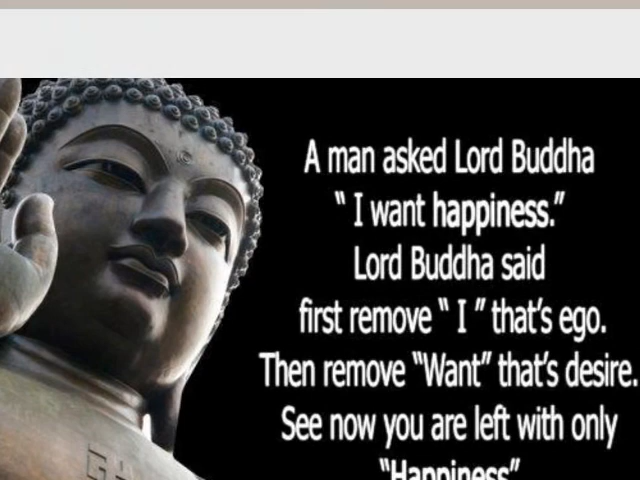 A man asked Lord Buddha
“ I want happiness.”
Lord Buddha said
first remove “ I ” that’s ego.
Then remove “Want” that’s desire.
See now you are left with only
“Happiness”